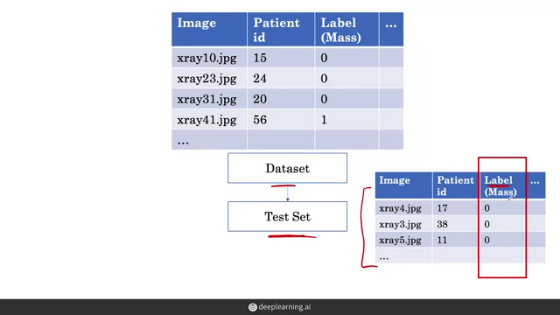 Image Patient id Label (Mass) ...
xray10.jpg 15 0
xray23.jpg 24 0
xray31.jpg 20 0
xray41.jpg 56 1
...
Dataset
Test Set
Image Patient id Label (Mass) ...
xray4.jpg 17 0
xray3.jpg 38 0
xray5.jpg 11 0
...
deeplearning.ai